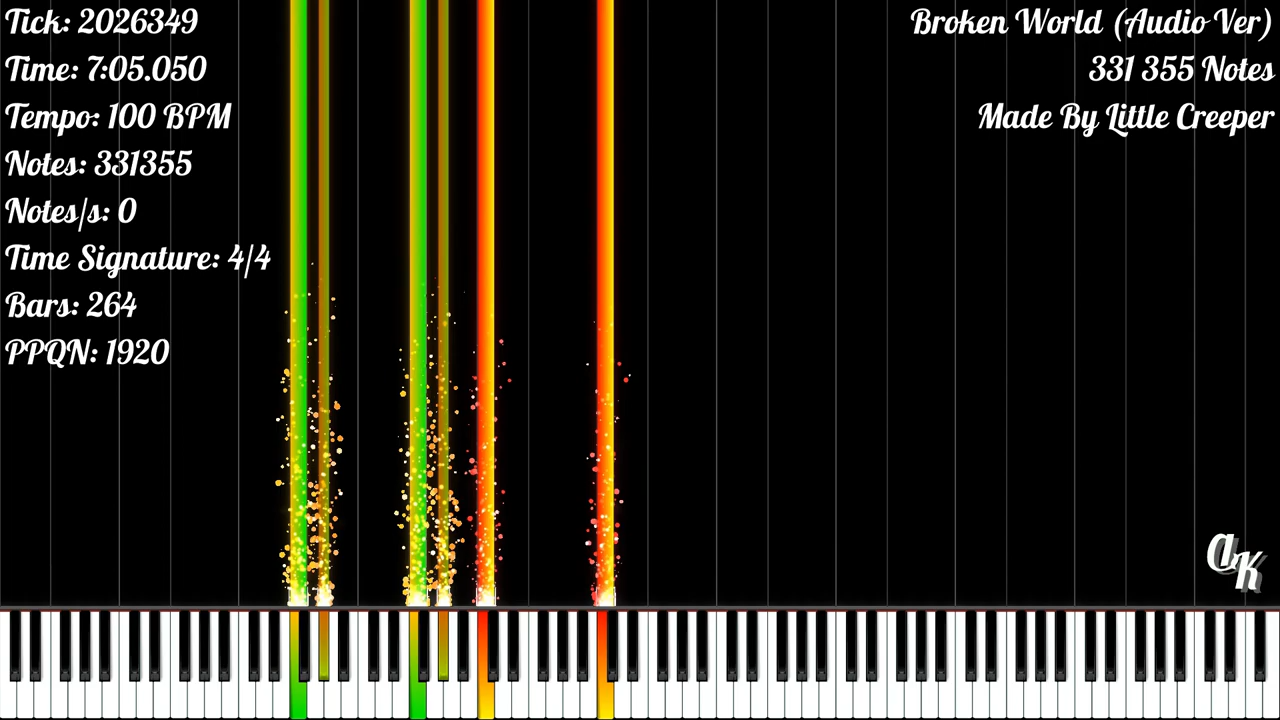 Tick: 2026349
Time: 7:05.050
Tempo: 100 BPM
Notes: 331355
Notes/s: 0
Time Signature: 4/4
Bars: 264
PPQN: 1920
Broken World (Audio Ver)
331 355 Notes
Made By Little Creeper
AK